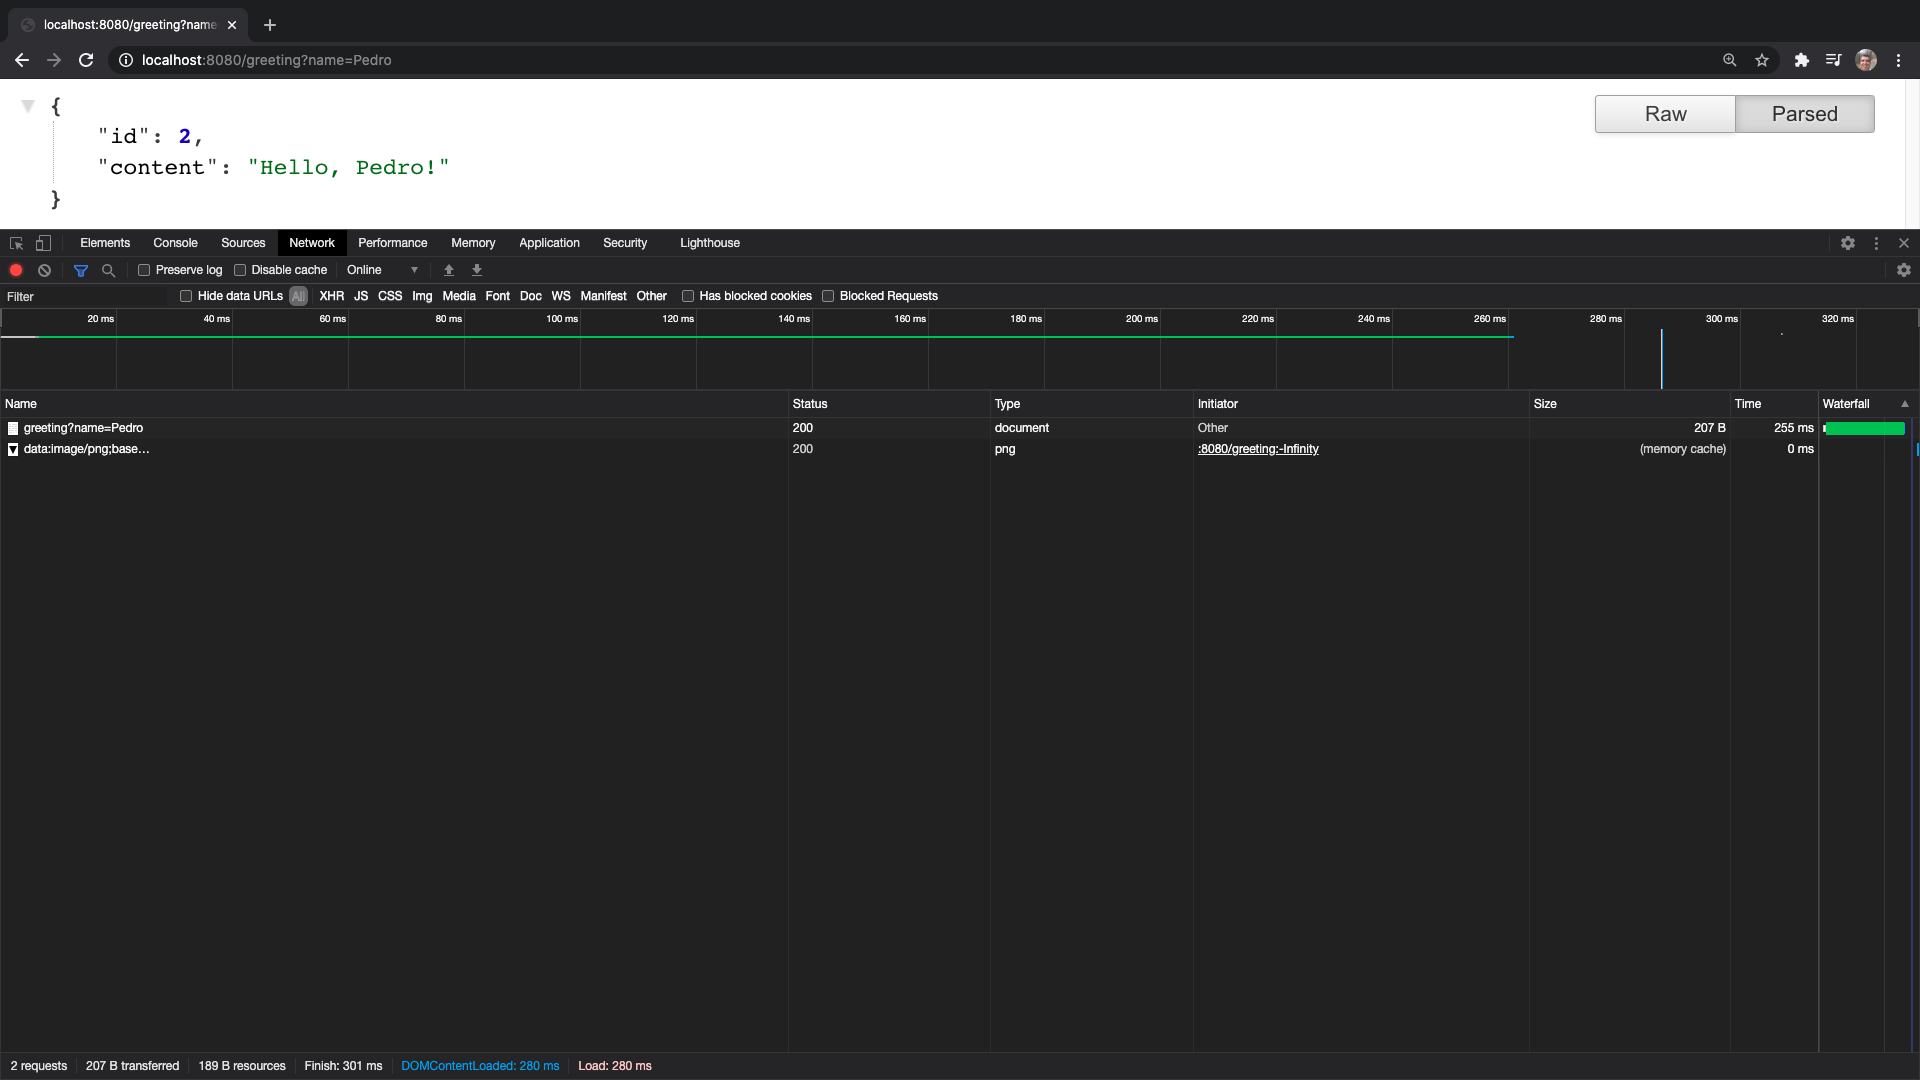 localhost:8080/greeting?name
localhost:8080/greeting?name=Pedro
{
"id": 2,
"content": "Hello, Pedro!"
}
Raw Parsed
Elements Console Sources Network Performance Memory Application Security Lighthouse
Preserve log Disable cache Online
Filter Hide data URLs All XHR JS CSS Img Media Font Doc WS Manifest Other Has blocked cookies Blocked Requests
20 ms 40 ms 60 ms 80 ms 100 ms 120 ms 140 ms 160 ms 180 ms 200 ms 220 ms 240 ms 260 ms 280 ms 300 ms 320 ms
Name Status Type Initiator Size Time Waterfall
greeting?name=Pedro 200 document Other 207 B 255 ms
data:image/png;base… 200 png :8080/greeting:-Infinity (memory cache) 0 ms
2 requests 207 B transferred 189 B resources Finish: 301 ms DOMContentLoaded: 280 ms Load: 280 ms